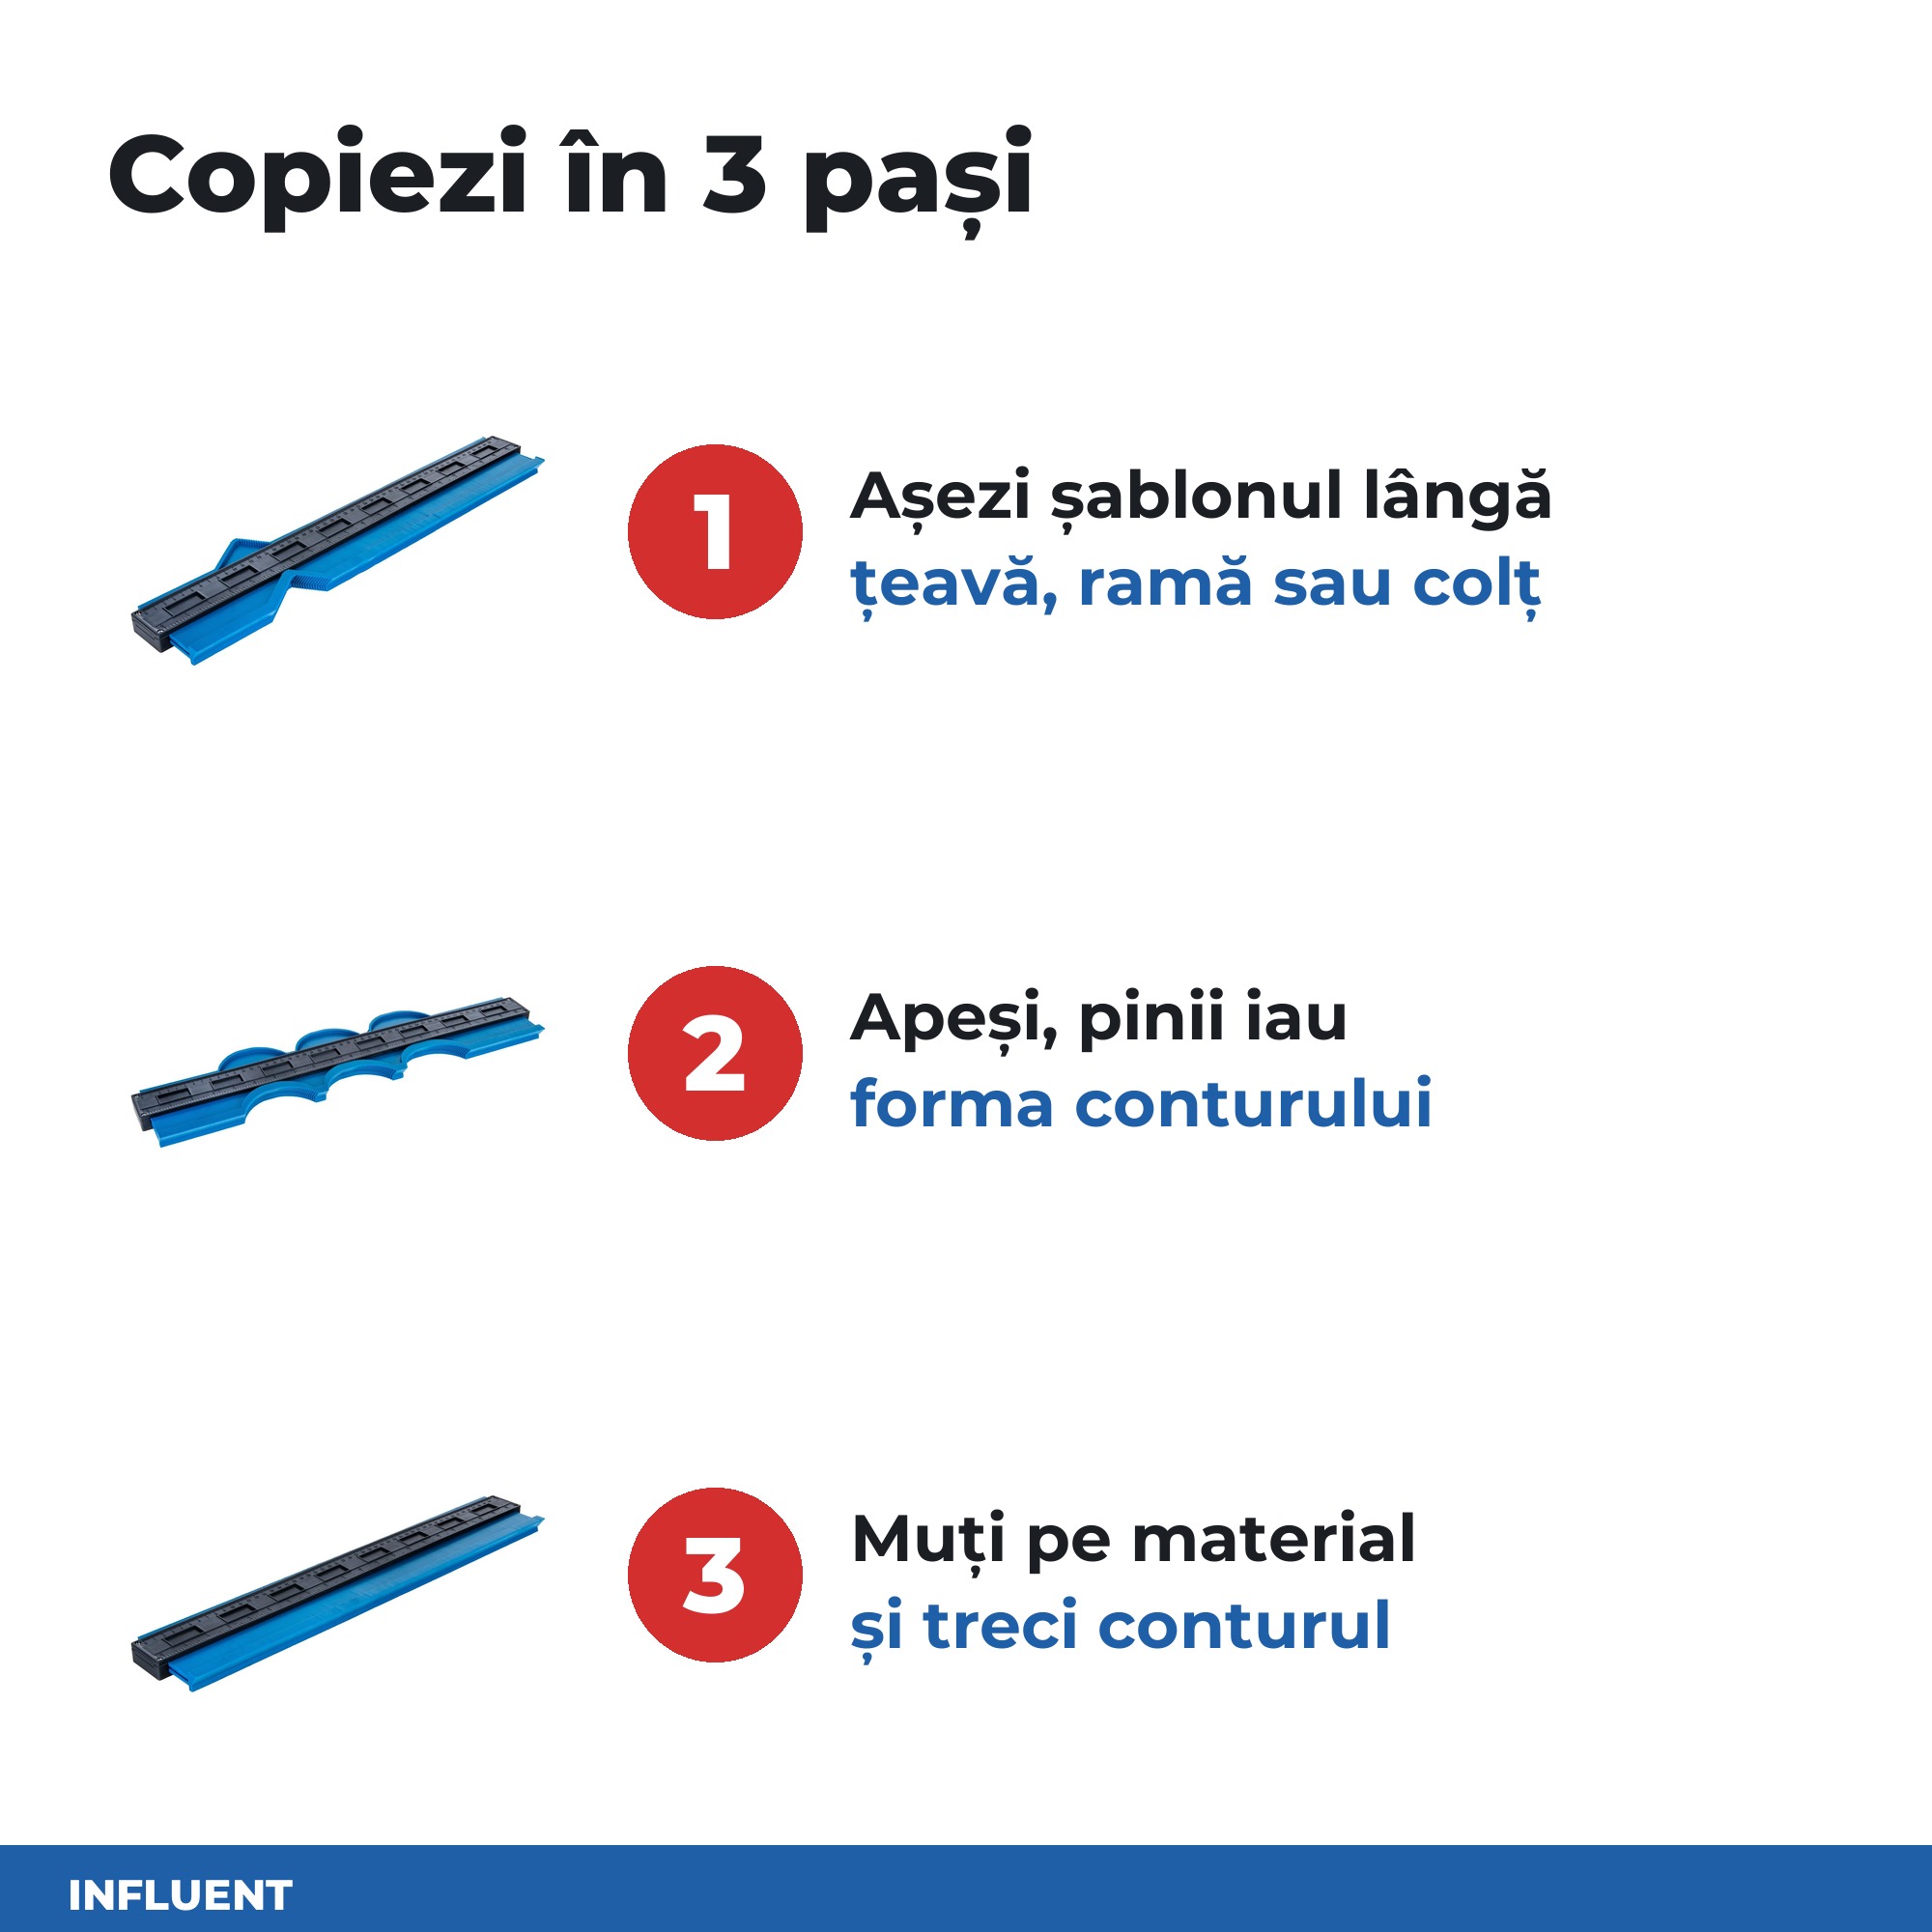 Copiezi în 3 pași
1
Așezi șablonul lângă
țeavă, ramă sau colț
2
Apeși, pinii iau
forma conturului
3
Muți pe material
și treci conturul
INFLUENT